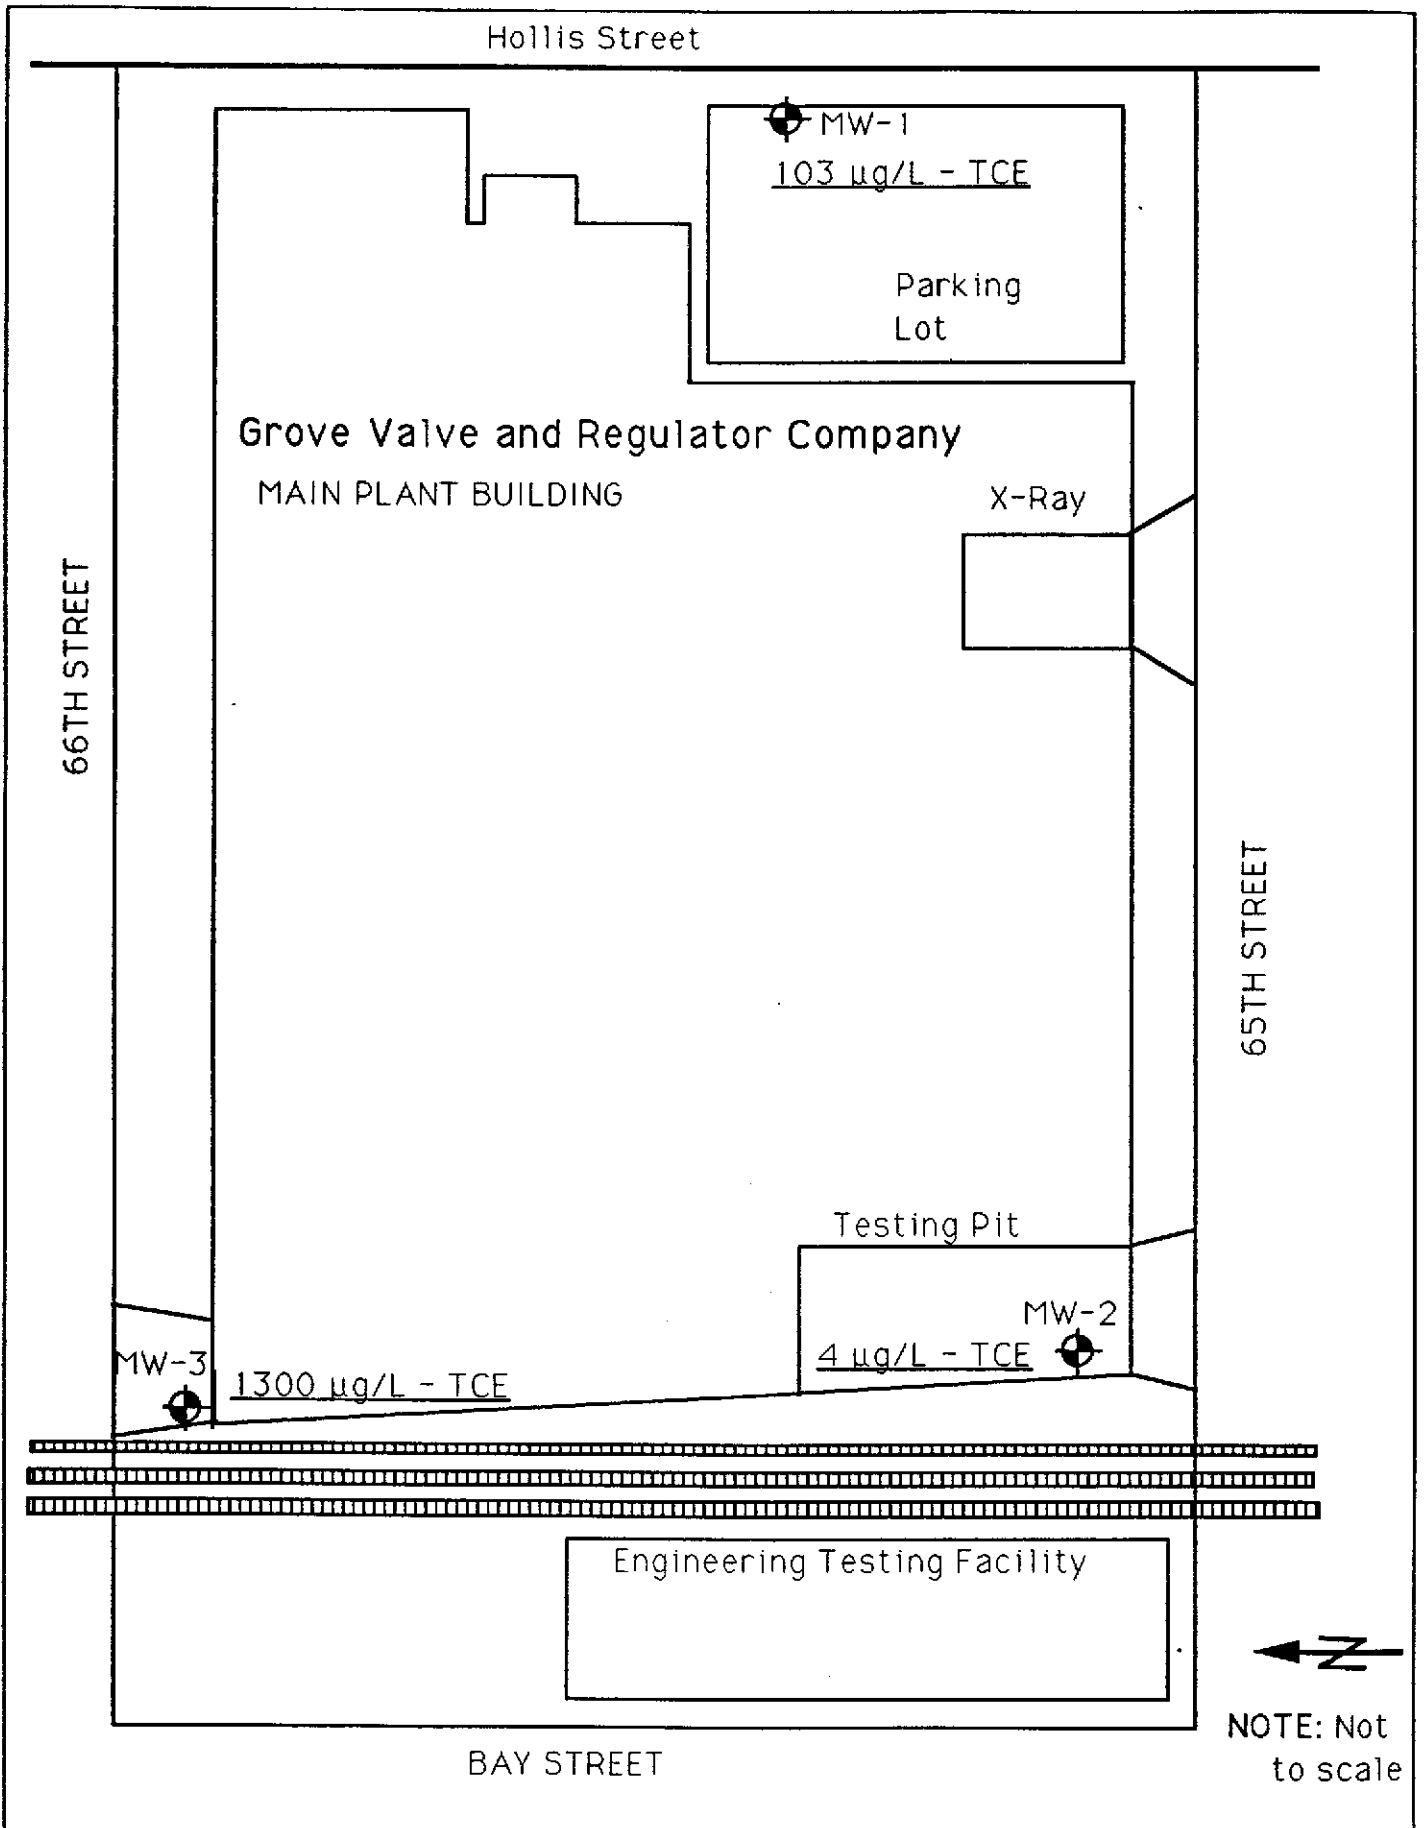 Hollis Street
MW-1
103 µg/L - TCE
Parking
Lot
Grove Valve and Regulator Company
MAIN PLANT BUILDING
X-Ray
66TH STREET
65TH STREET
Testing Pit
MW-2
4 µg/L - TCE
MW-3
1300 µg/L - TCE
Engineering Testing Facility
N
NOTE: Not
to scale
BAY STREET